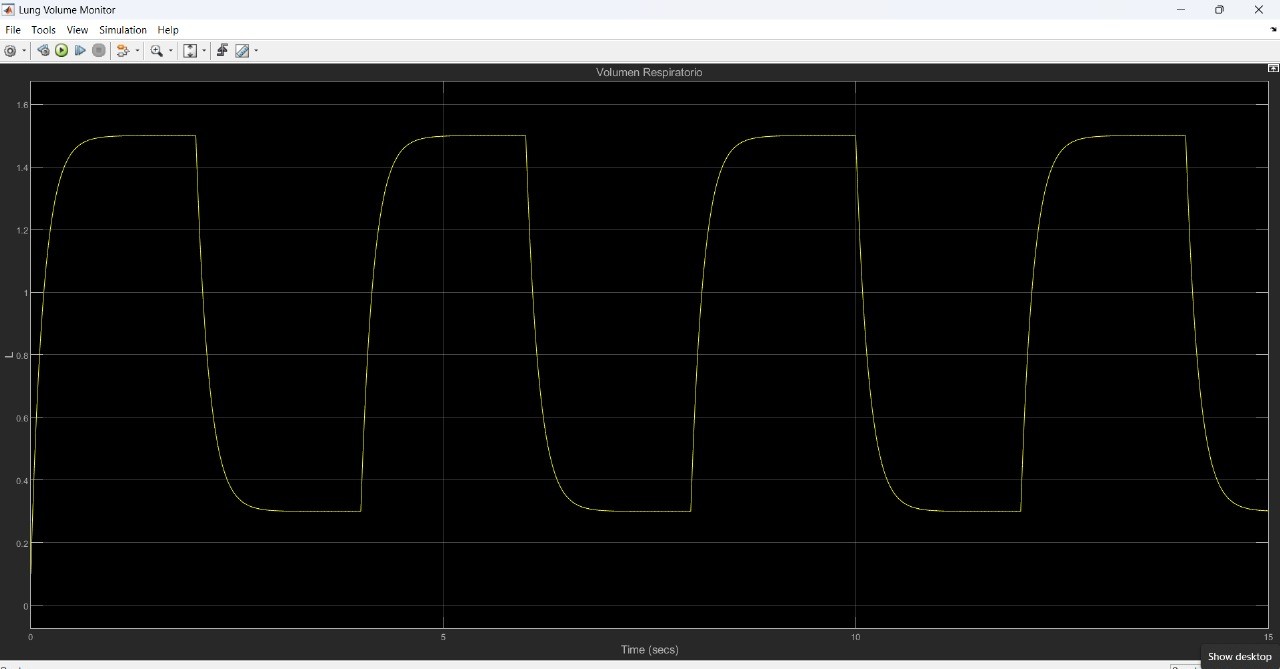 Lung Volume Monitor
File Tools View Simulation Help
Volumen Respiratorio
1.6
1.4
1.2
1
0.8
L
0.6
0.4
0.2
0
0 5 10 15
Time (secs)
Show desktop